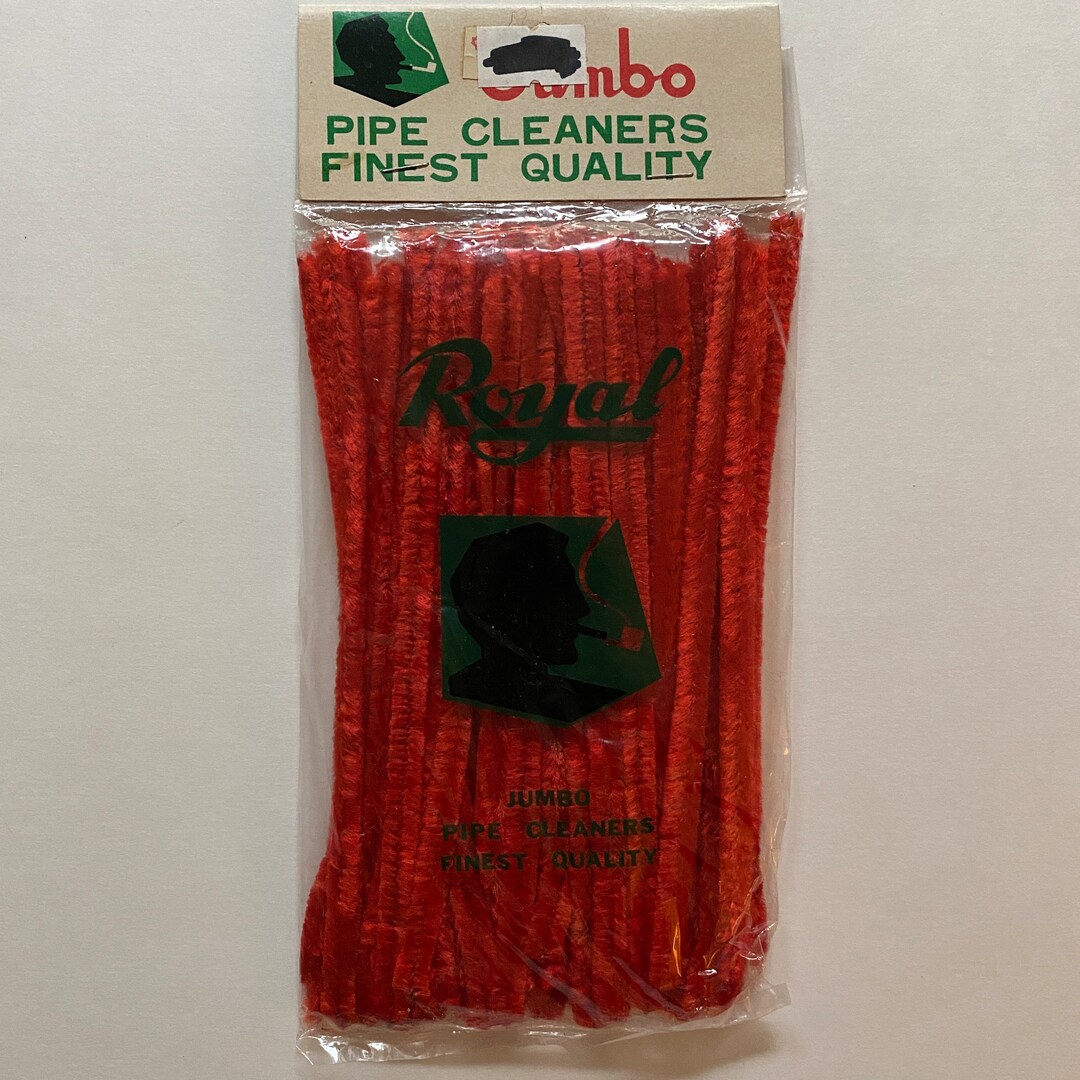 Jumbo
PIPE CLEANERS
FINEST QUALITY
Royal
JUMBO
PIPE CLEANERS
FINEST QUALITY